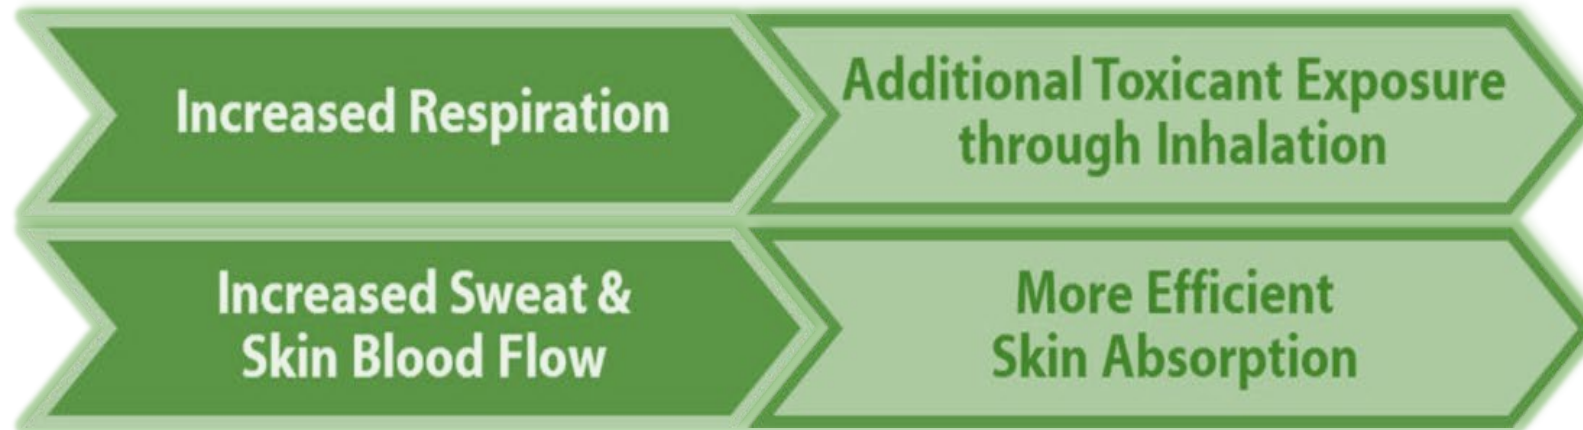 Increased Respiration
Additional Toxicant Exposure
through Inhalation
Increased Sweat &
Skin Blood Flow
More Efficient
Skin Absorption